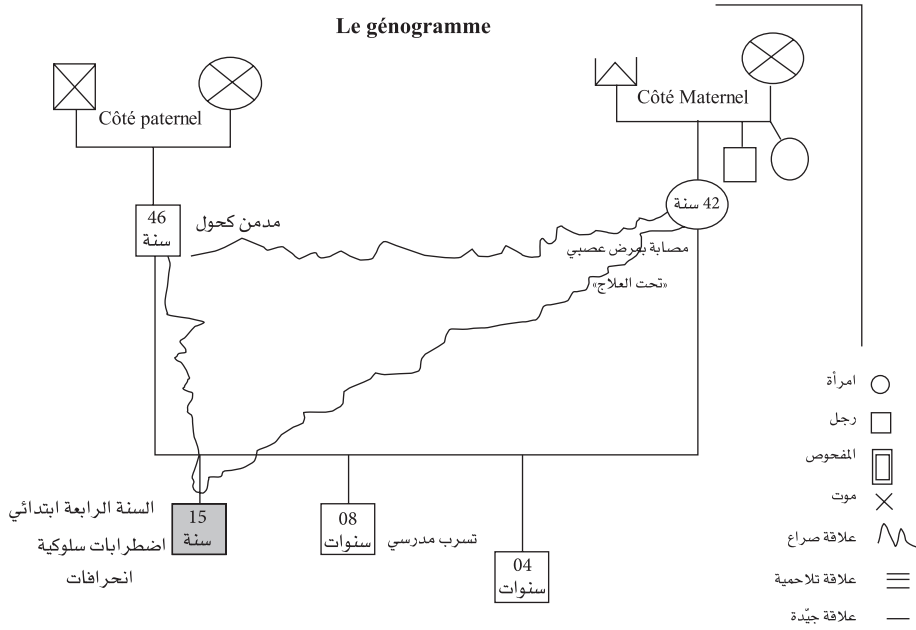 Le génogramme
Côté paternel
Côté Maternel
46
سنة
مدمن كحول
42 سنة
مصابة بمرض عصبي
«تحت العلاج»
السنة الرابعة ابتدائي
اضطرابات سلوكية
انحرافات
15
سنة
08
سنوات
تسرب مدرسي
04
سنوات
امرأة
رجل
المفحوص
موت
علاقة صراع
علاقة تلاحمية
علاقة جيّدة